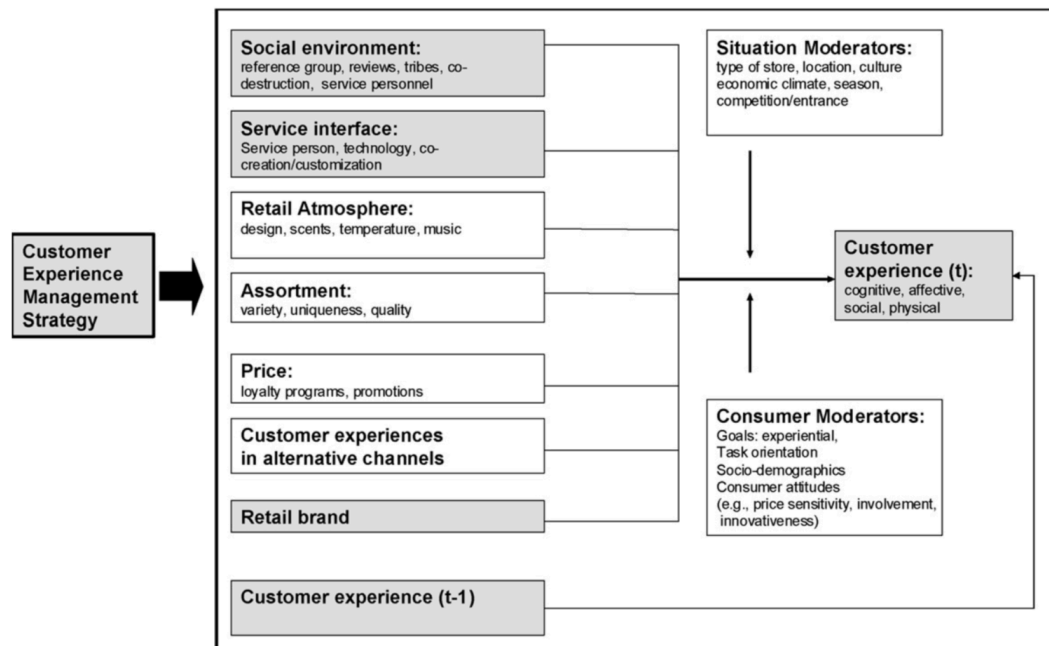 Customer
Experience
Management
Strategy
Social environment:
reference group, reviews, tribes, co-
destruction,  service personnel
Service interface:
Service person, technology, co-
creation/customization
Retail Atmosphere:
design, scents, temperature, music
Assortment:
variety, uniqueness, quality
Price:
loyalty programs, promotions
Customer experiences
in alternative channels
Retail brand
Customer experience (t-1)
Situation Moderators:
type of store, location, culture
economic climate, season,
competition/entrance
Consumer Moderators:
Goals: experiential,
Task orientation
Socio-demographics
Consumer attitudes
(e.g., price sensitivity, involvement,
innovativeness)
Customer
experience (t):
cognitive, affective,
social, physical